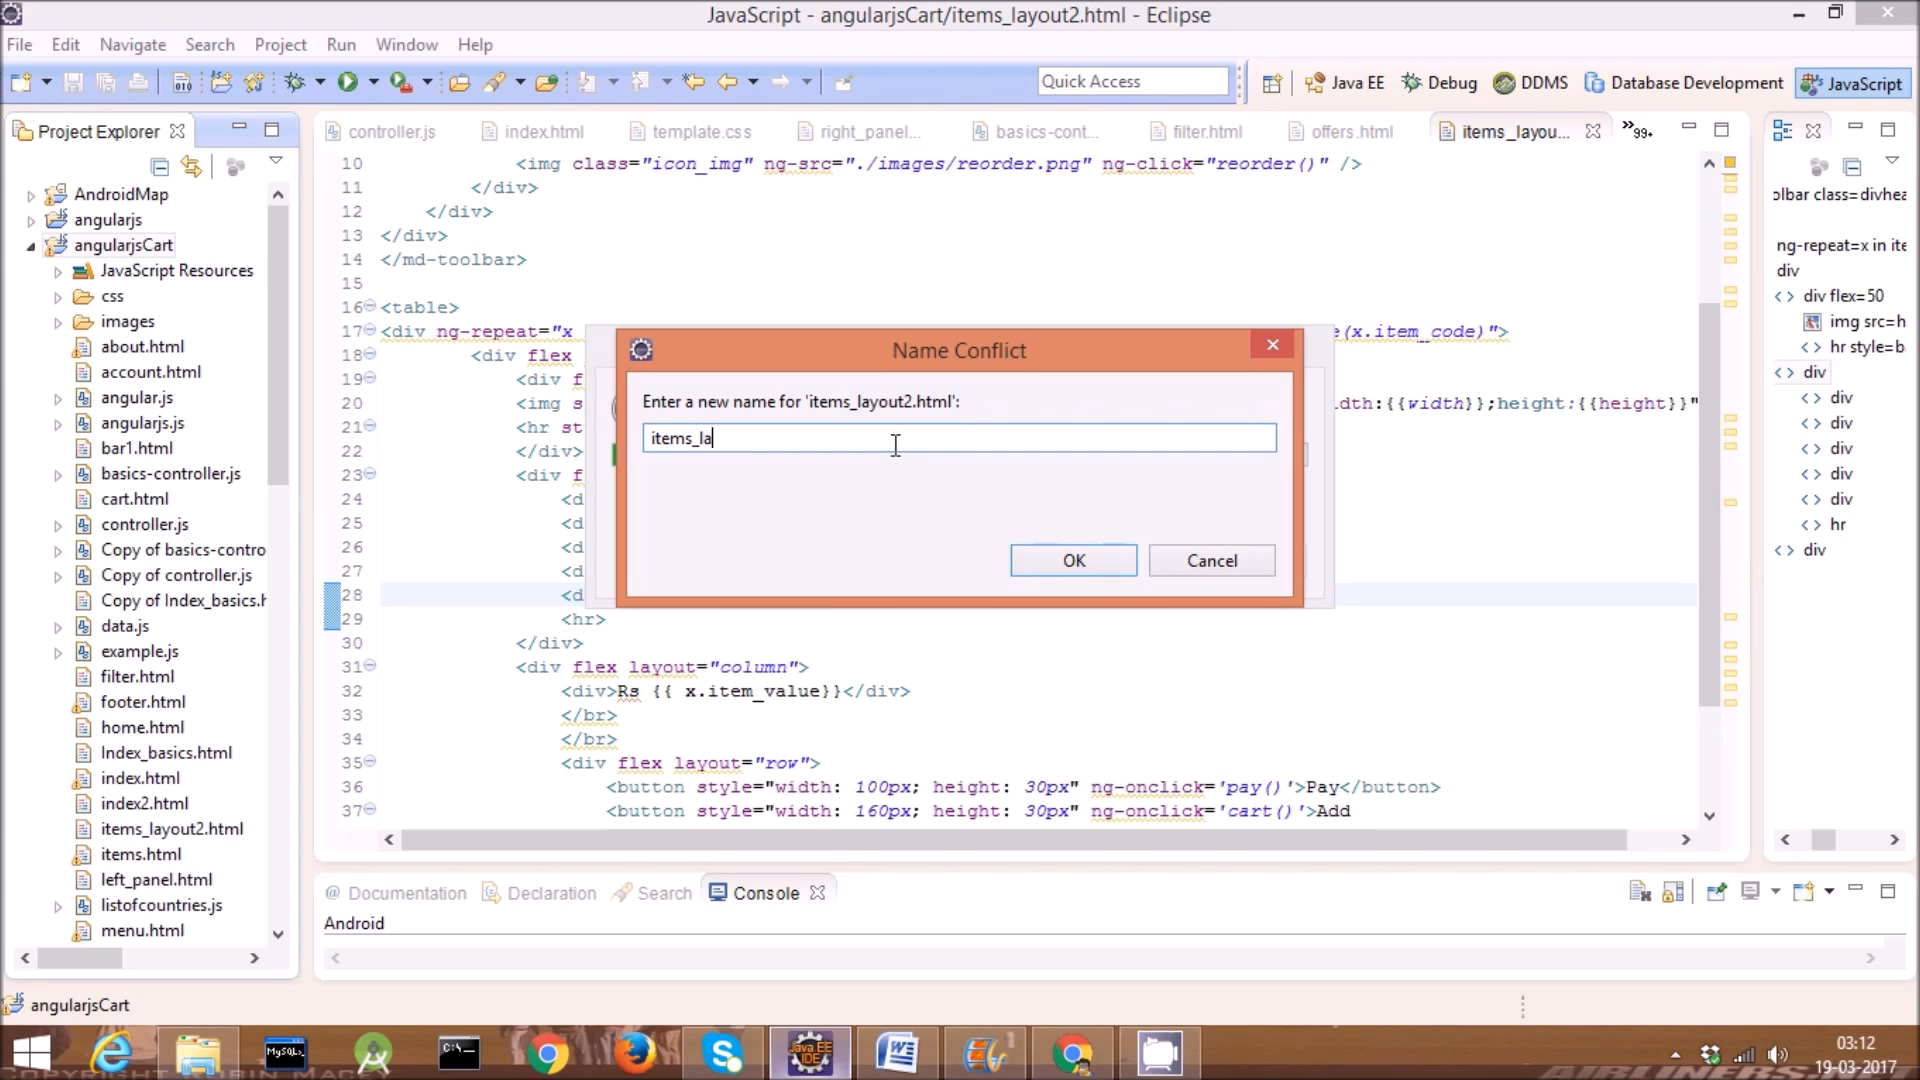 JavaScript - angularjsCart/items_layout2.html - Eclipse
File Edit Navigate Search Project Run Window Help
Quick Access
Java EE Debug DDMS Database Development JavaScript
Project Explorer
controller.js index.html template.css right_panel... basics-cont... filter.html offers.html items_layou... 99+
AndroidMap
angularjs
angularjsCart
JavaScript Resources
css
images
about.html
account.html
angular.js
angularjs.js
bar1.html
basics-controller.js
cart.html
controller.js
Copy of basics-contro
Copy of controller.js
Copy of Index_basics.h
data.js
example.js
filter.html
footer.html
home.html
Index_basics.html
index.html
index2.html
items_layout2.html
items.html
left_panel.html
listofcountries.js
menu.html
10 <img class="icon_img" ng-src="./images/reorder.png" ng-click="reorder()" />
11 </div>
12 </div>
13 </div>
14 </md-toolbar>
15
16 <table>
17 <div ng-repeat="x e(x.item_code)">
18 <div flex
19 <div f
20 <img s dth:{{width}};height:{{height}}"
21 <hr st
22 </div>
23 <div f
24 <d
25 <d
26 <d
27 <d
28 <d
29 <hr>
30 </div>
31 <div flex layout="column">
32 <div>Rs {{ x.item_value}}</div>
33 </br>
34 </br>
35 <div flex layout="row">
36 <button style="width: 100px; height: 30px" ng-onclick='pay()'>Pay</button>
37 <button style="width: 160px; height: 30px" ng-onclick='cart()'>Add
Name Conflict
Enter a new name for 'items_layout2.html':
items_la
OK Cancel
olbar class=divhea
ng-repeat=x in ite
div
div flex=50
img src=h
hr style=b
div
div
div
div
div
div
hr
div
Documentation Declaration Search Console
Android
angularjsCart
MySQL
C:\
Java EE
IDE
03:12
19-03-2017
AIRLINERS.NET